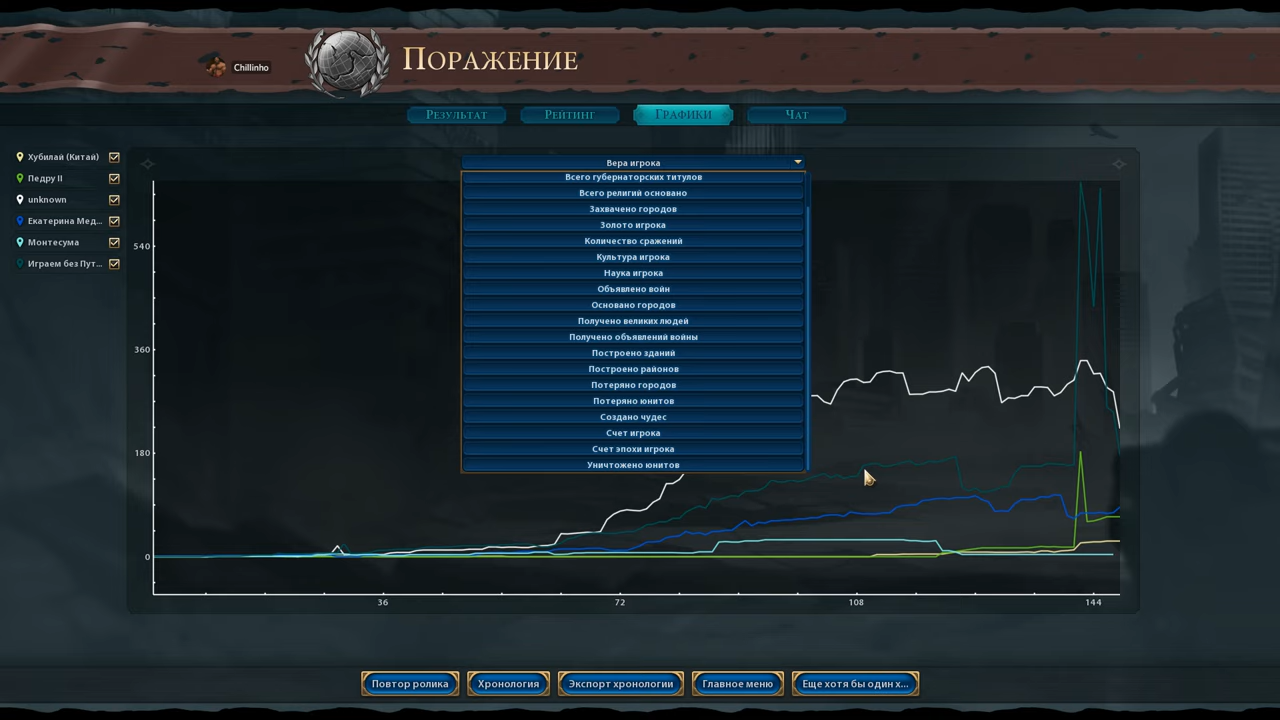 Chillinho
Поражение
Результат
Рейтинг
Графики
Чат
Хубилай (Китай)
Педру II
unknown
Екатерина Мед...
Монтесума
Играем без Пут...
Вера игрока
Всего губернаторских титулов
Всего религий основано
Захвачено городов
Золото игрока
Количество сражений
Культура игрока
Наука игрока
Объявлено войн
Основано городов
Получено великих людей
Получено объявлений войны
Построено зданий
Построено районов
Потеряно городов
Потеряно юнитов
Создано чудес
Счет игрока
Счет эпохи игрока
Уничтожено юнитов
540
360
180
0
36
72
108
144
Повтор ролика
Хронология
Экспорт хронологии
Главное меню
Еще хотя бы один х...